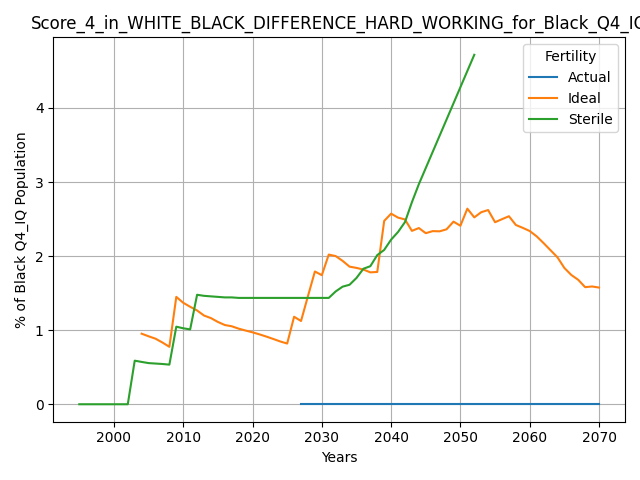 Score_4_in_WHITE_BLACK_DIFFERENCE_HARD_WORKING_for_Black_Q4_IQ
Fertility
Actual
Ideal
Sterile
% of Black Q4_IQ Population
4
3
2
1
0
2000 2010 2020 2030 2040 2050 2060 2070
Years